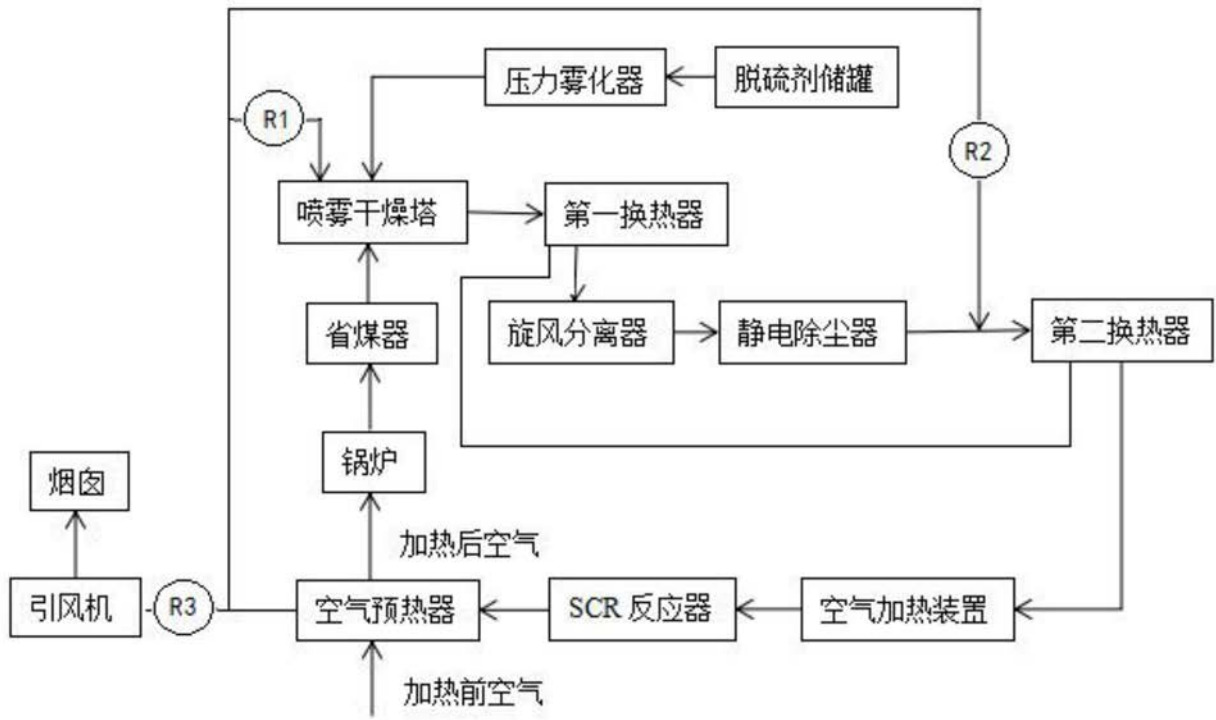 压力雾化器
脱硫剂储罐
R1
R2
喷雾干燥塔
第一换热器
省煤器
旋风分离器
静电除尘器
第二换热器
锅炉
烟囱
加热后空气
引风机
R3
空气预热器
SCR 反应器
空气加热装置
加热前空气